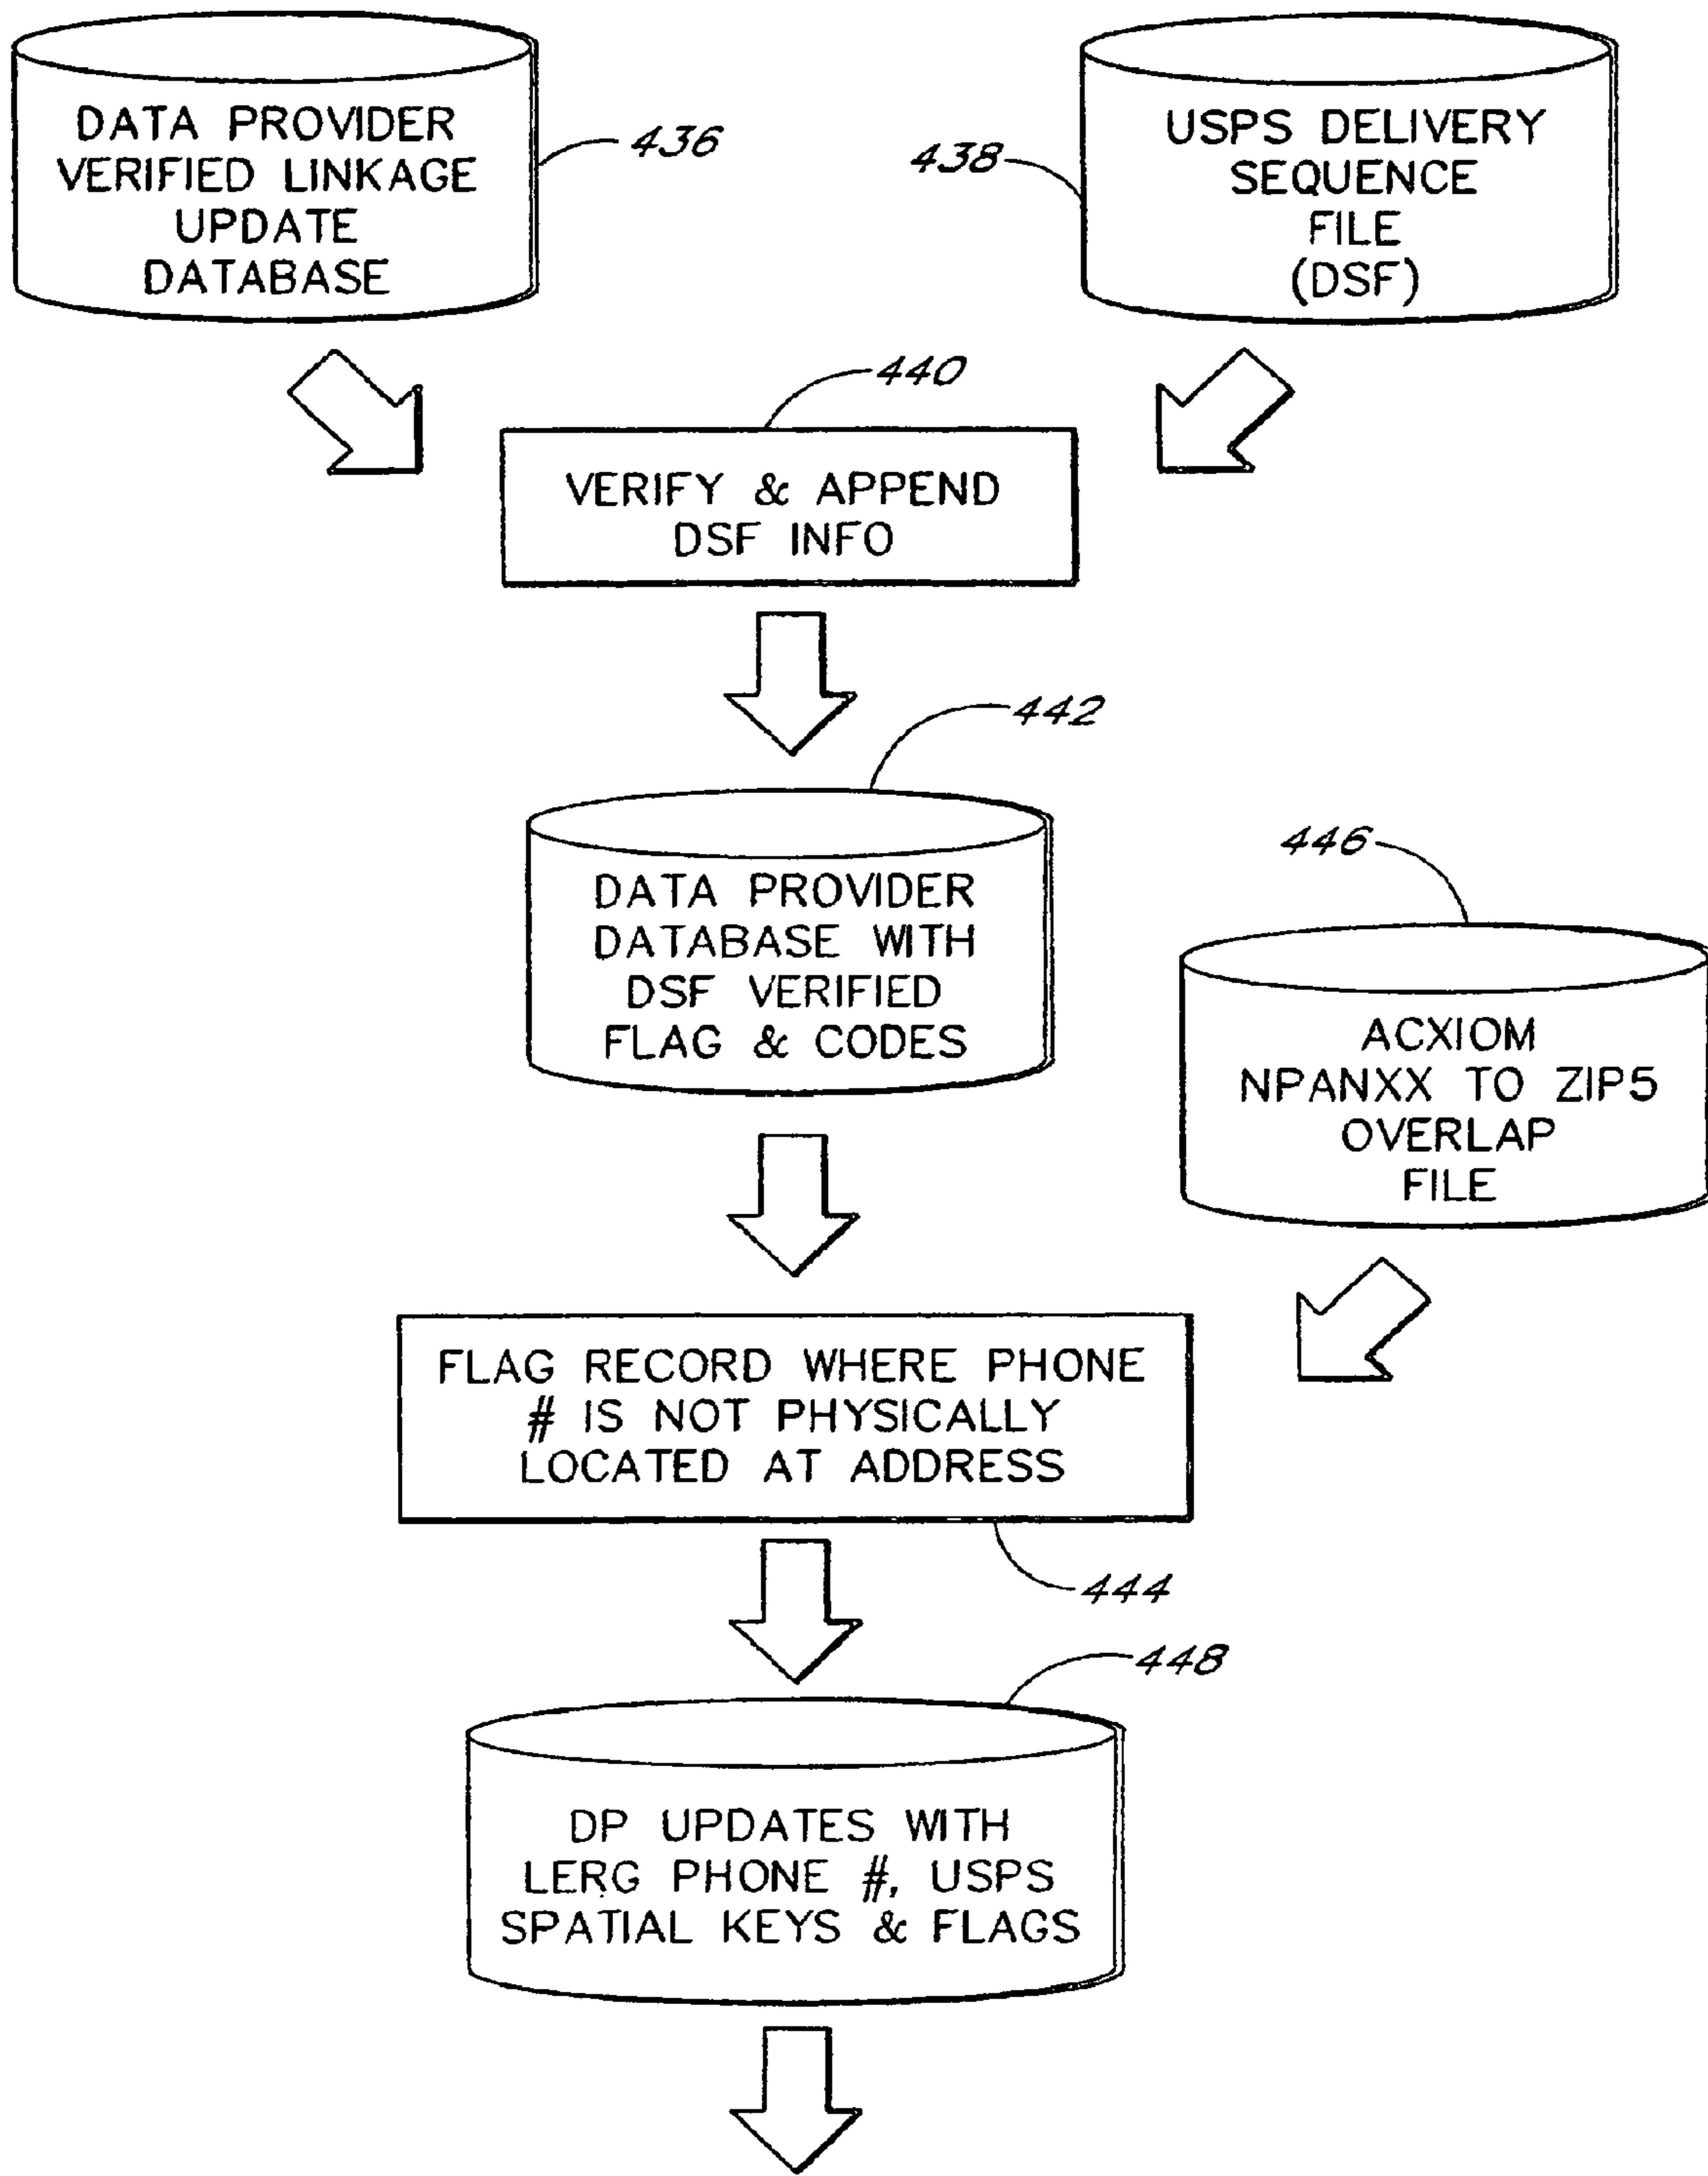 DATA PROVIDER
VERIFIED LINKAGE
UPDATE
DATABASE
436
438
USPS DELIVERY
SEQUENCE
FILE
(DSF)
440
VERIFY & APPEND
DSF INFO
442
DATA PROVIDER
DATABASE WITH
DSF VERIFIED
FLAG & CODES
446
ACXIOM
NPANXX TO ZIP5
OVERLAP
FILE
FLAG RECORD WHERE PHONE
# IS NOT PHYSICALLY
LOCATED AT ADDRESS
444
448
DP UPDATES WITH
LERG PHONE #, USPS
SPATIAL KEYS & FLAGS